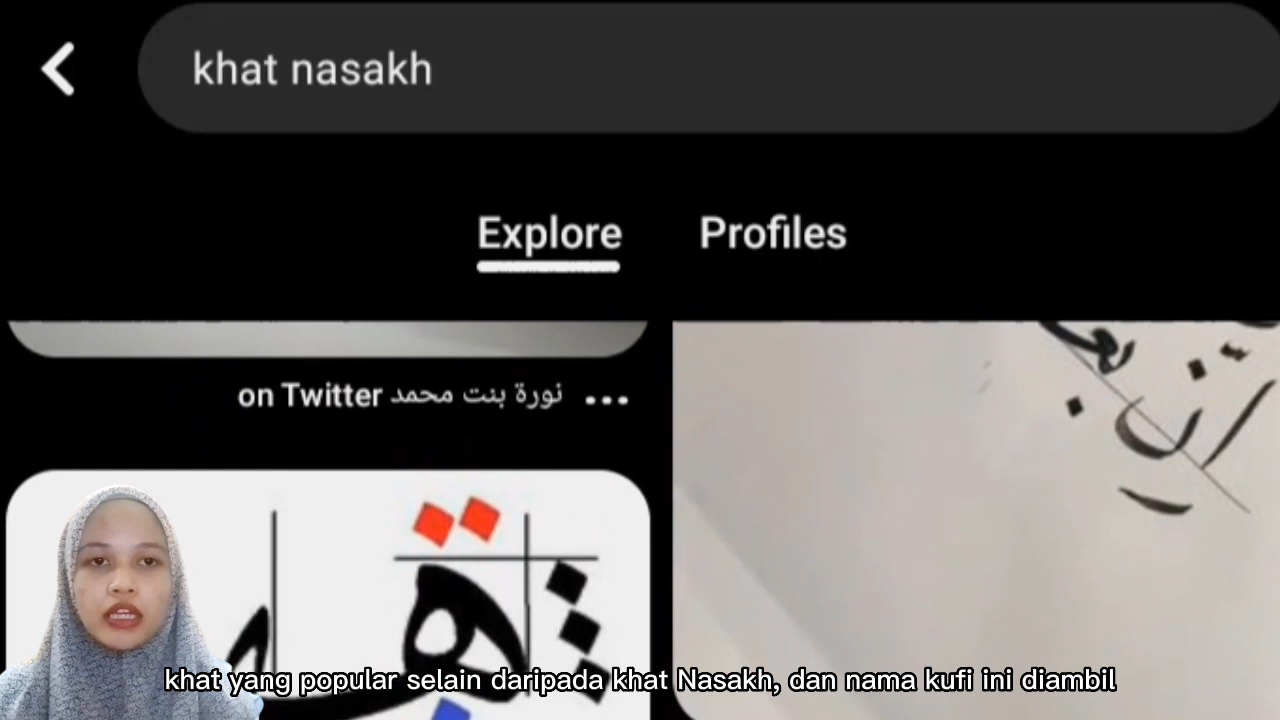 khat nasakh
Explore Profiles
on Twitter نورة بنت محمد ...
khat yang popular selain daripada khat Nasakh, dan nama kufi ini diambil